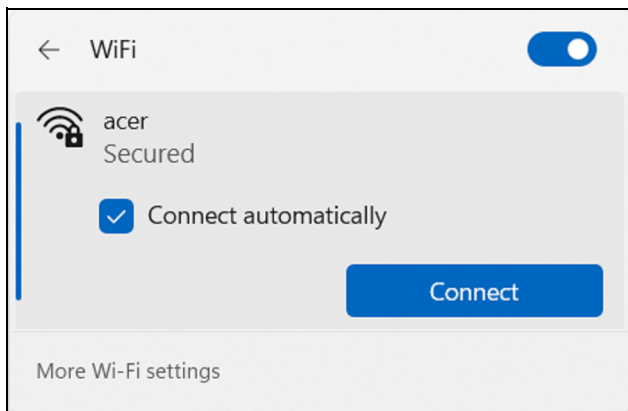 WiFi
acer
Secured
Connect automatically
Connect
More Wi-Fi settings